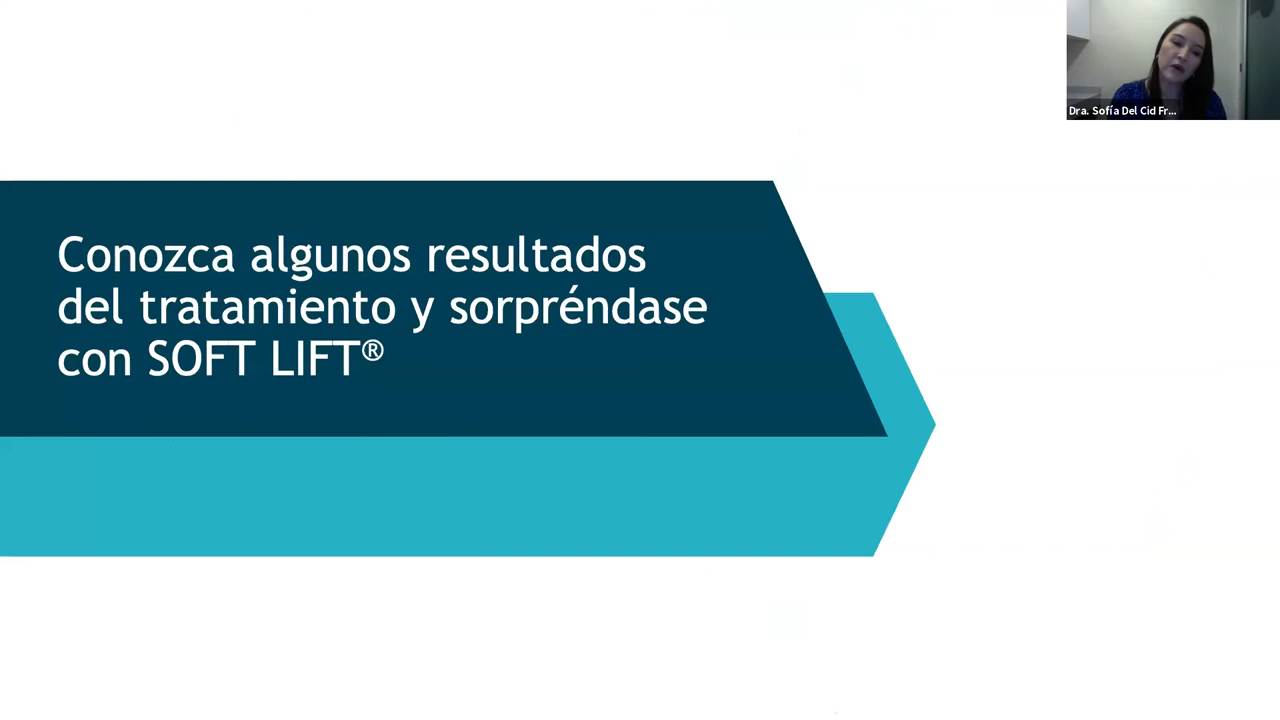 Dra. Sofía Del Cid Fr...
Conozca algunos resultados
del tratamiento y sorpréndase
con SOFT LIFT®